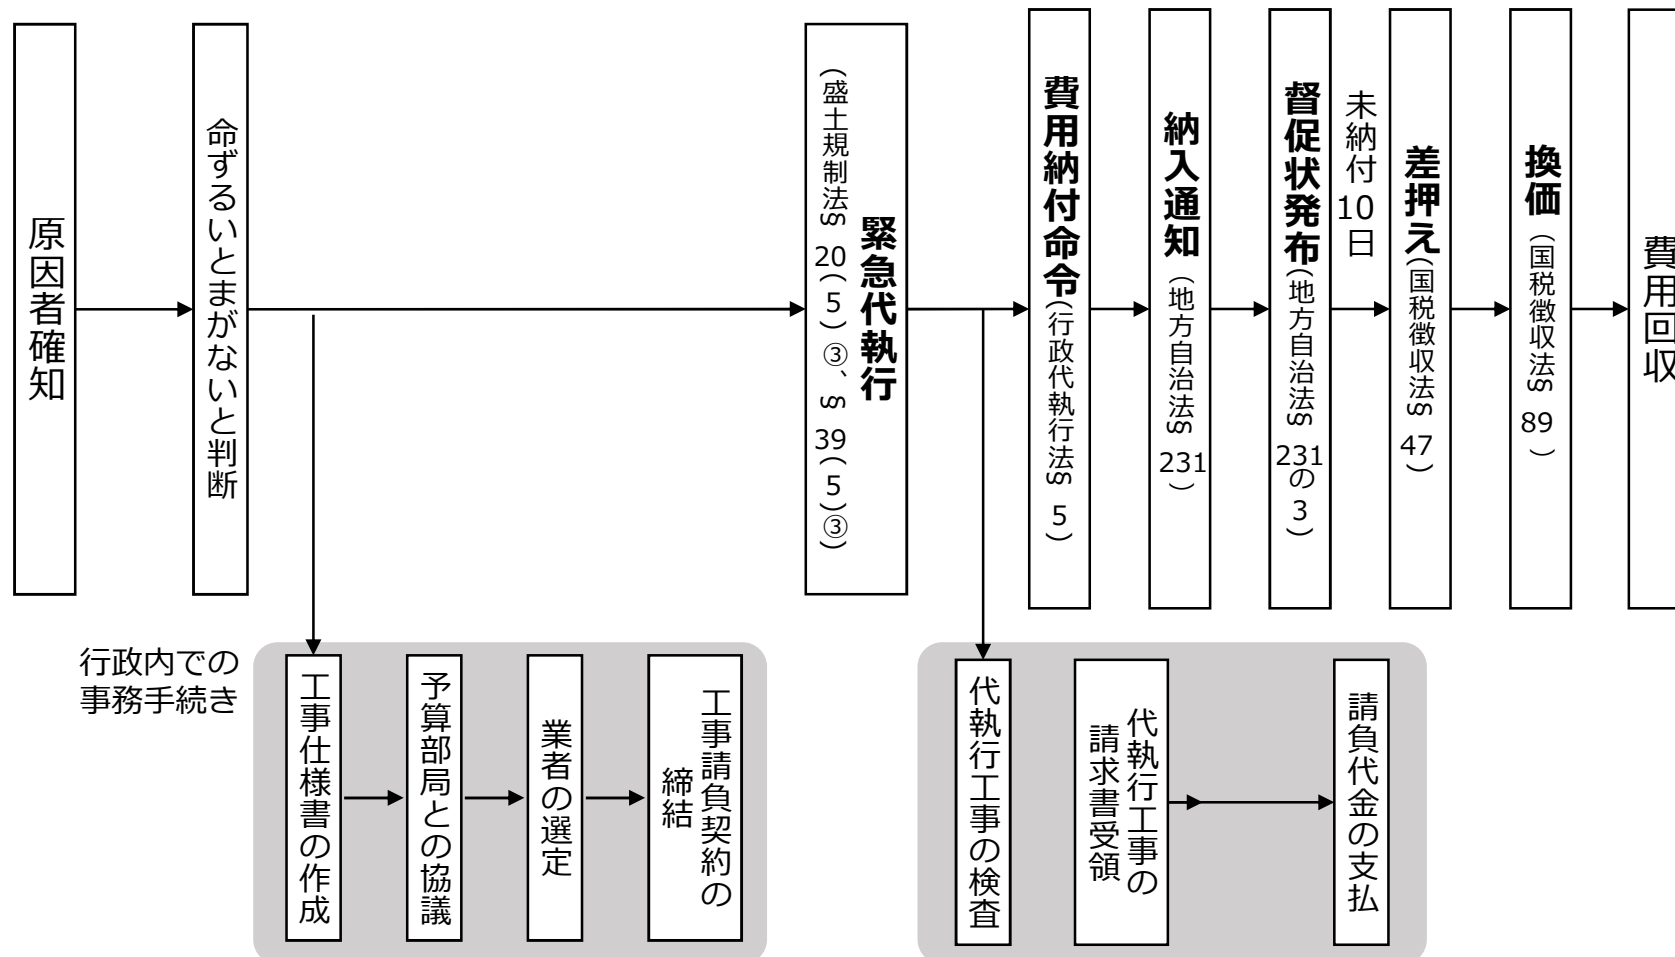 原因者確知
命ずるいとまがないと判断
緊急代執行
(盛土規制法§20(5)③、§39(5)③)
費用納付命令(行政代執行法§5)
納入通知(地方自治法§231)
督促状発布(地方自治法§231の3)
未納付10日
差押え(国税徴収法§47)
換価(国税徴収法§89)
費用回収
行政内での
事務手続き
工事仕様書の作成
予算部局との協議
業者の選定
工事請負契約の
締結
代執行工事の検査
代執行工事の
請求書受領
請負代金の支払